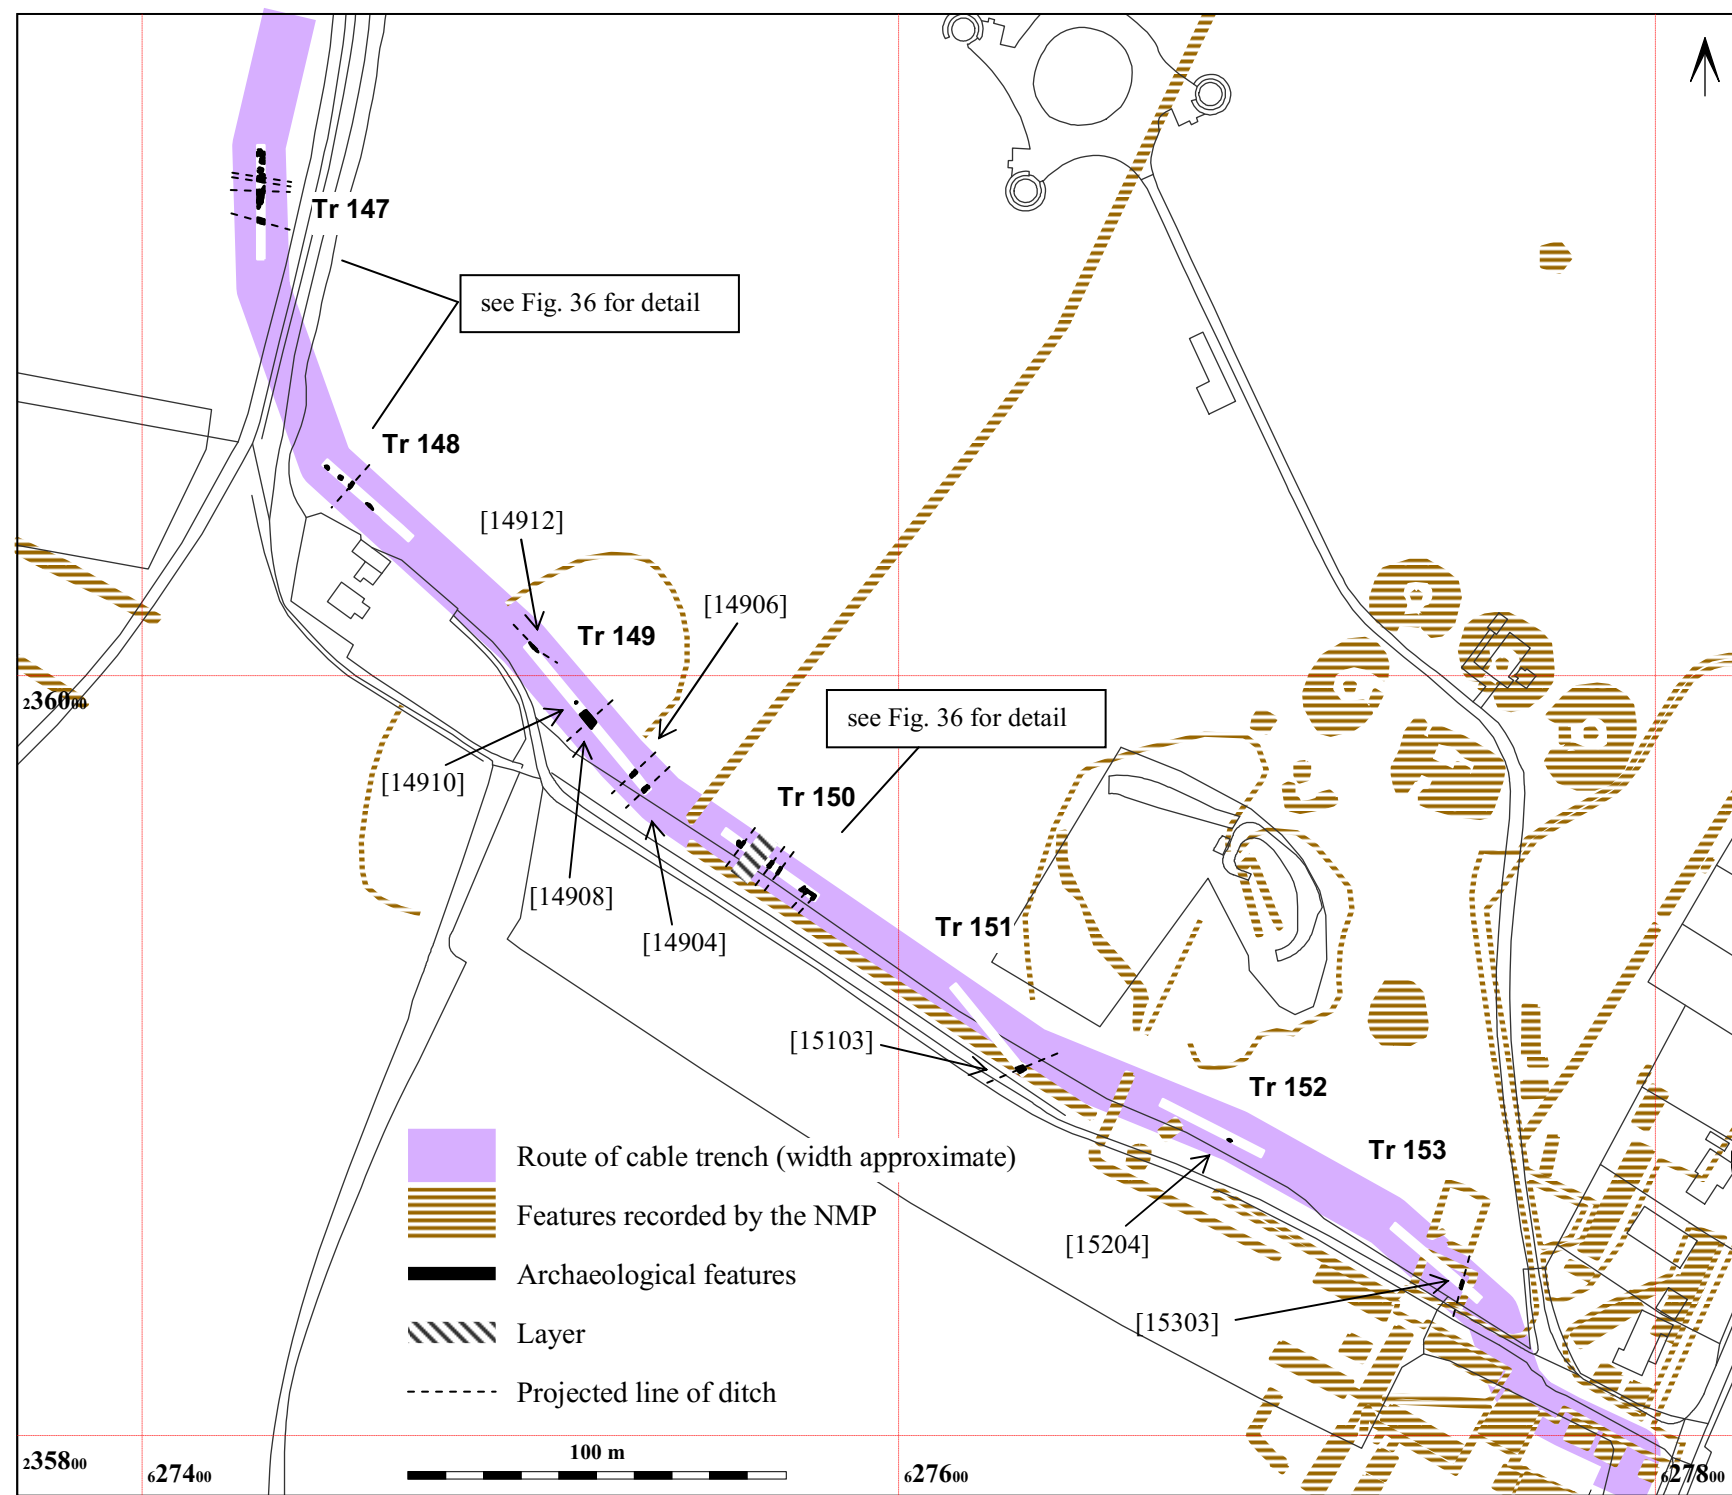 Tr 147
see Fig. 36 for detail
Tr 148
[14912]
[14906]
Tr 149
36000
see Fig. 36 for detail
[14910]
Tr 150
[14908]
[14904]
Tr 151
[15103]
Tr 152
Tr 153
Route of cable trench (width approximate)
Features recorded by the NMP
[15204]
Archaeological features
[15303]
Layer
Projected line of ditch
100 m
235800
627400
627600
627800